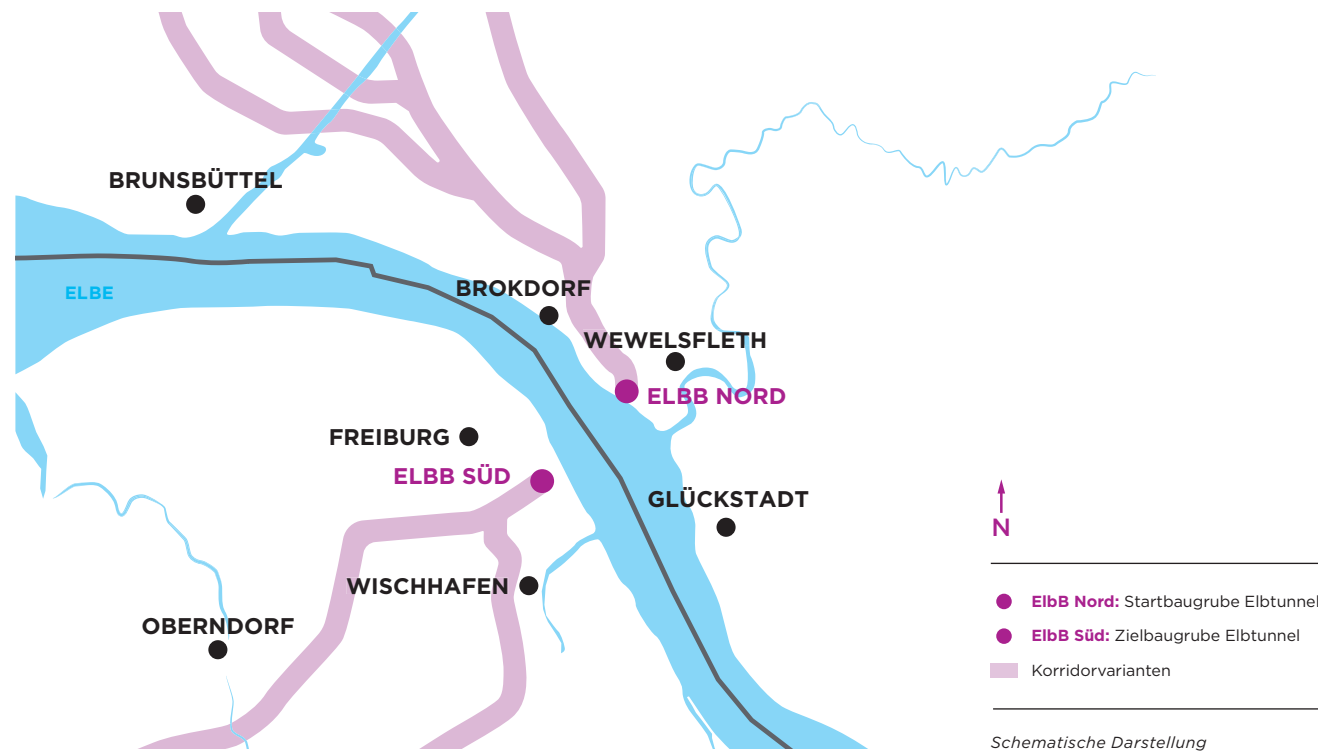 BRUNSBÜTTEL
ELBE
BROKDORF
WEWELSFLETH
ELBB NORD
FREIBURG
ELBB SÜD
GLÜCKSTADT
WISCHHAFEN
OBERNDORF
N
ElbB Nord: Startbaugrube Elbtunnel
ElbB Süd: Zielbaugrube Elbtunnel
Korridorvarianten
Schematische Darstellung